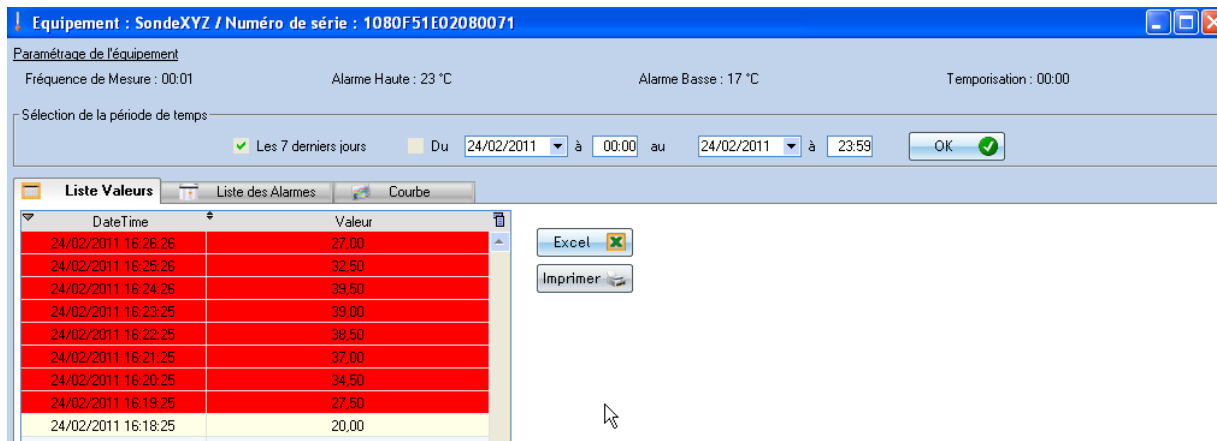 Equipement : SondeXYZ / Numéro de série : 1080F51E02080071
Paramétrage de l'équipement
Fréquence de Mesure : 00:01 Alarme Haute : 23 °C Alarme Basse : 17 °C Temporisation : 00:00
Sélection de la période de temps
Les 7 derniers jours Du 24/02/2011 à 00:00 au 24/02/2011 à 23:59 OK
Liste Valeurs Liste des Alarmes Courbe
DateTime Valeur
24/02/2011 16:26:26 27,00
24/02/2011 16:25:26 32,50
24/02/2011 16:24:26 39,50
24/02/2011 16:23:25 39,00
24/02/2011 16:22:25 38,50
24/02/2011 16:21:25 37,00
24/02/2011 16:20:25 34,50
24/02/2011 16:19:25 27,50
24/02/2011 16:18:25 20,00
Excel
Imprimer